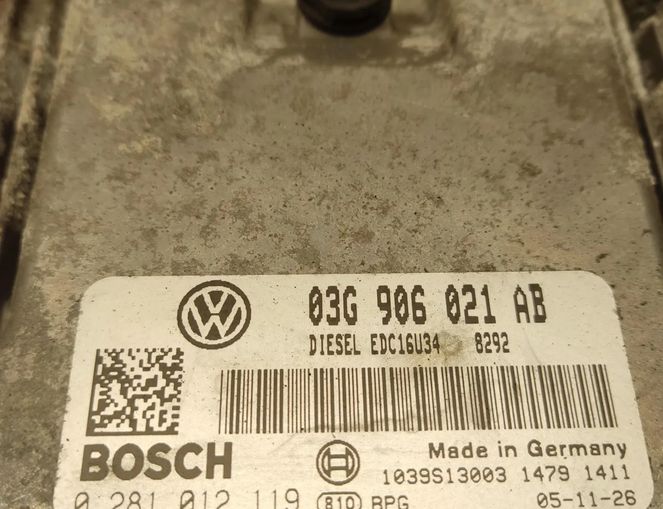 03G 906 021 AB
DIESEL EDC16U34 8292
BOSCH Made in Germany
1039S13003 1479 1411
0 281 012 119 810 BPG 05-11-26